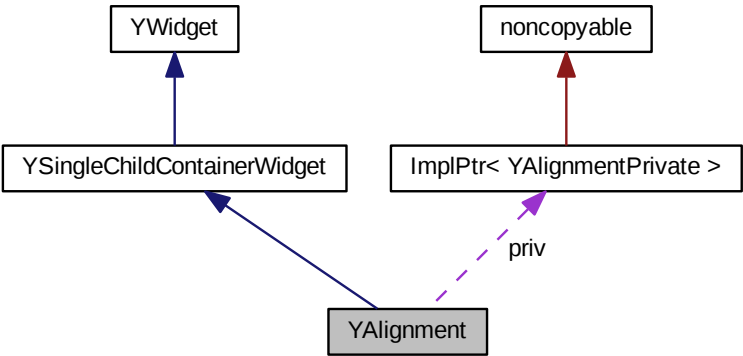 YWidget
noncopyable
YSingleChildContainerWidget
ImplPtr< YAlignmentPrivate >
priv
YAlignment